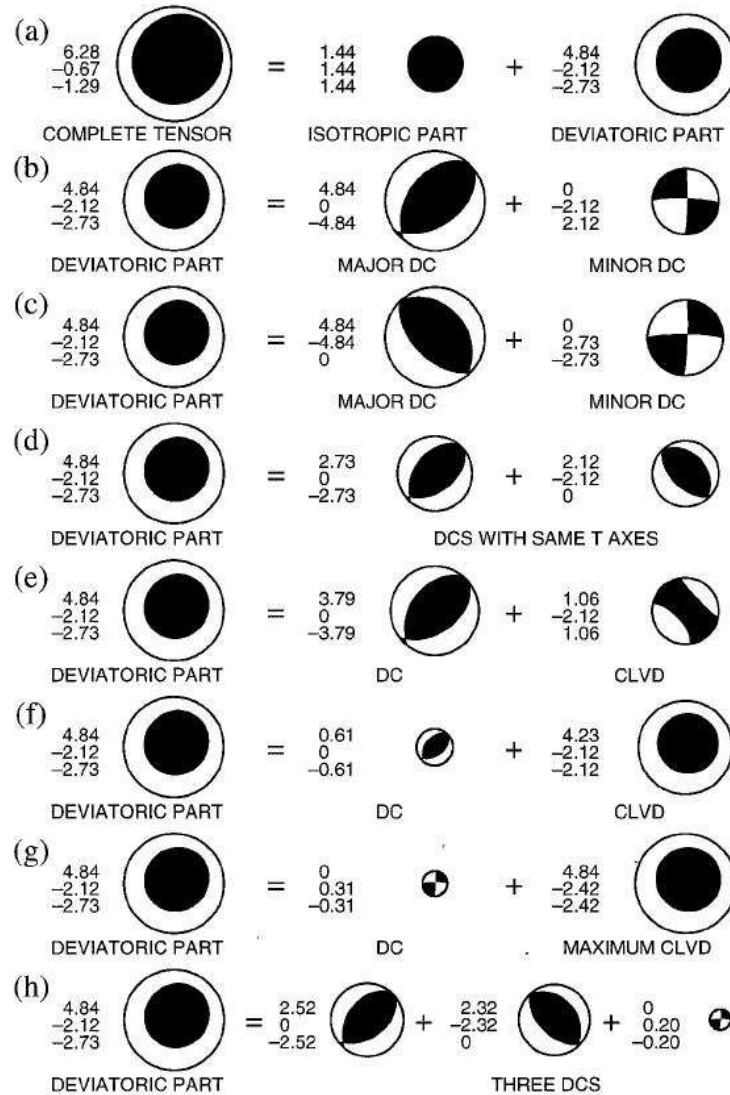 (a)
6.28 = 1.44 + 4.84
−0.67 1.44 −2.12
−1.29 1.44 −2.73
COMPLETE TENSOR ISOTROPIC PART DEVIATORIC PART
(b)
4.84 = 4.84 + 0
−2.12 0 −2.12
−2.73 −4.84 2.12
DEVIATORIC PART MAJOR DC MINOR DC
(c)
4.84 = 4.84 + 0
−2.12 −4.84 2.73
−2.73 0 −2.73
DEVIATORIC PART MAJOR DC MINOR DC
(d)
4.84 = 2.73 + 2.12
−2.12 0 −2.12
−2.73 −2.73 0
DEVIATORIC PART DCS WITH SAME T AXES
(e)
4.84 = 3.79 + 1.06
−2.12 0 −2.12
−2.73 −3.79 1.06
DEVIATORIC PART DC CLVD
(f)
4.84 = 0.61 + 4.23
−2.12 0 −2.12
−2.73 −0.61 −2.12
DEVIATORIC PART DC CLVD
(g)
4.84 = 0 + 4.84
−2.12 0.31 −2.42
−2.73 −0.31 −2.42
DEVIATORIC PART DC MAXIMUM CLVD
(h)
4.84 = 2.52 + 2.32 + 0
−2.12 0 −2.32 0.20
−2.73 −2.52 0 −0.20
DEVIATORIC PART THREE DCS